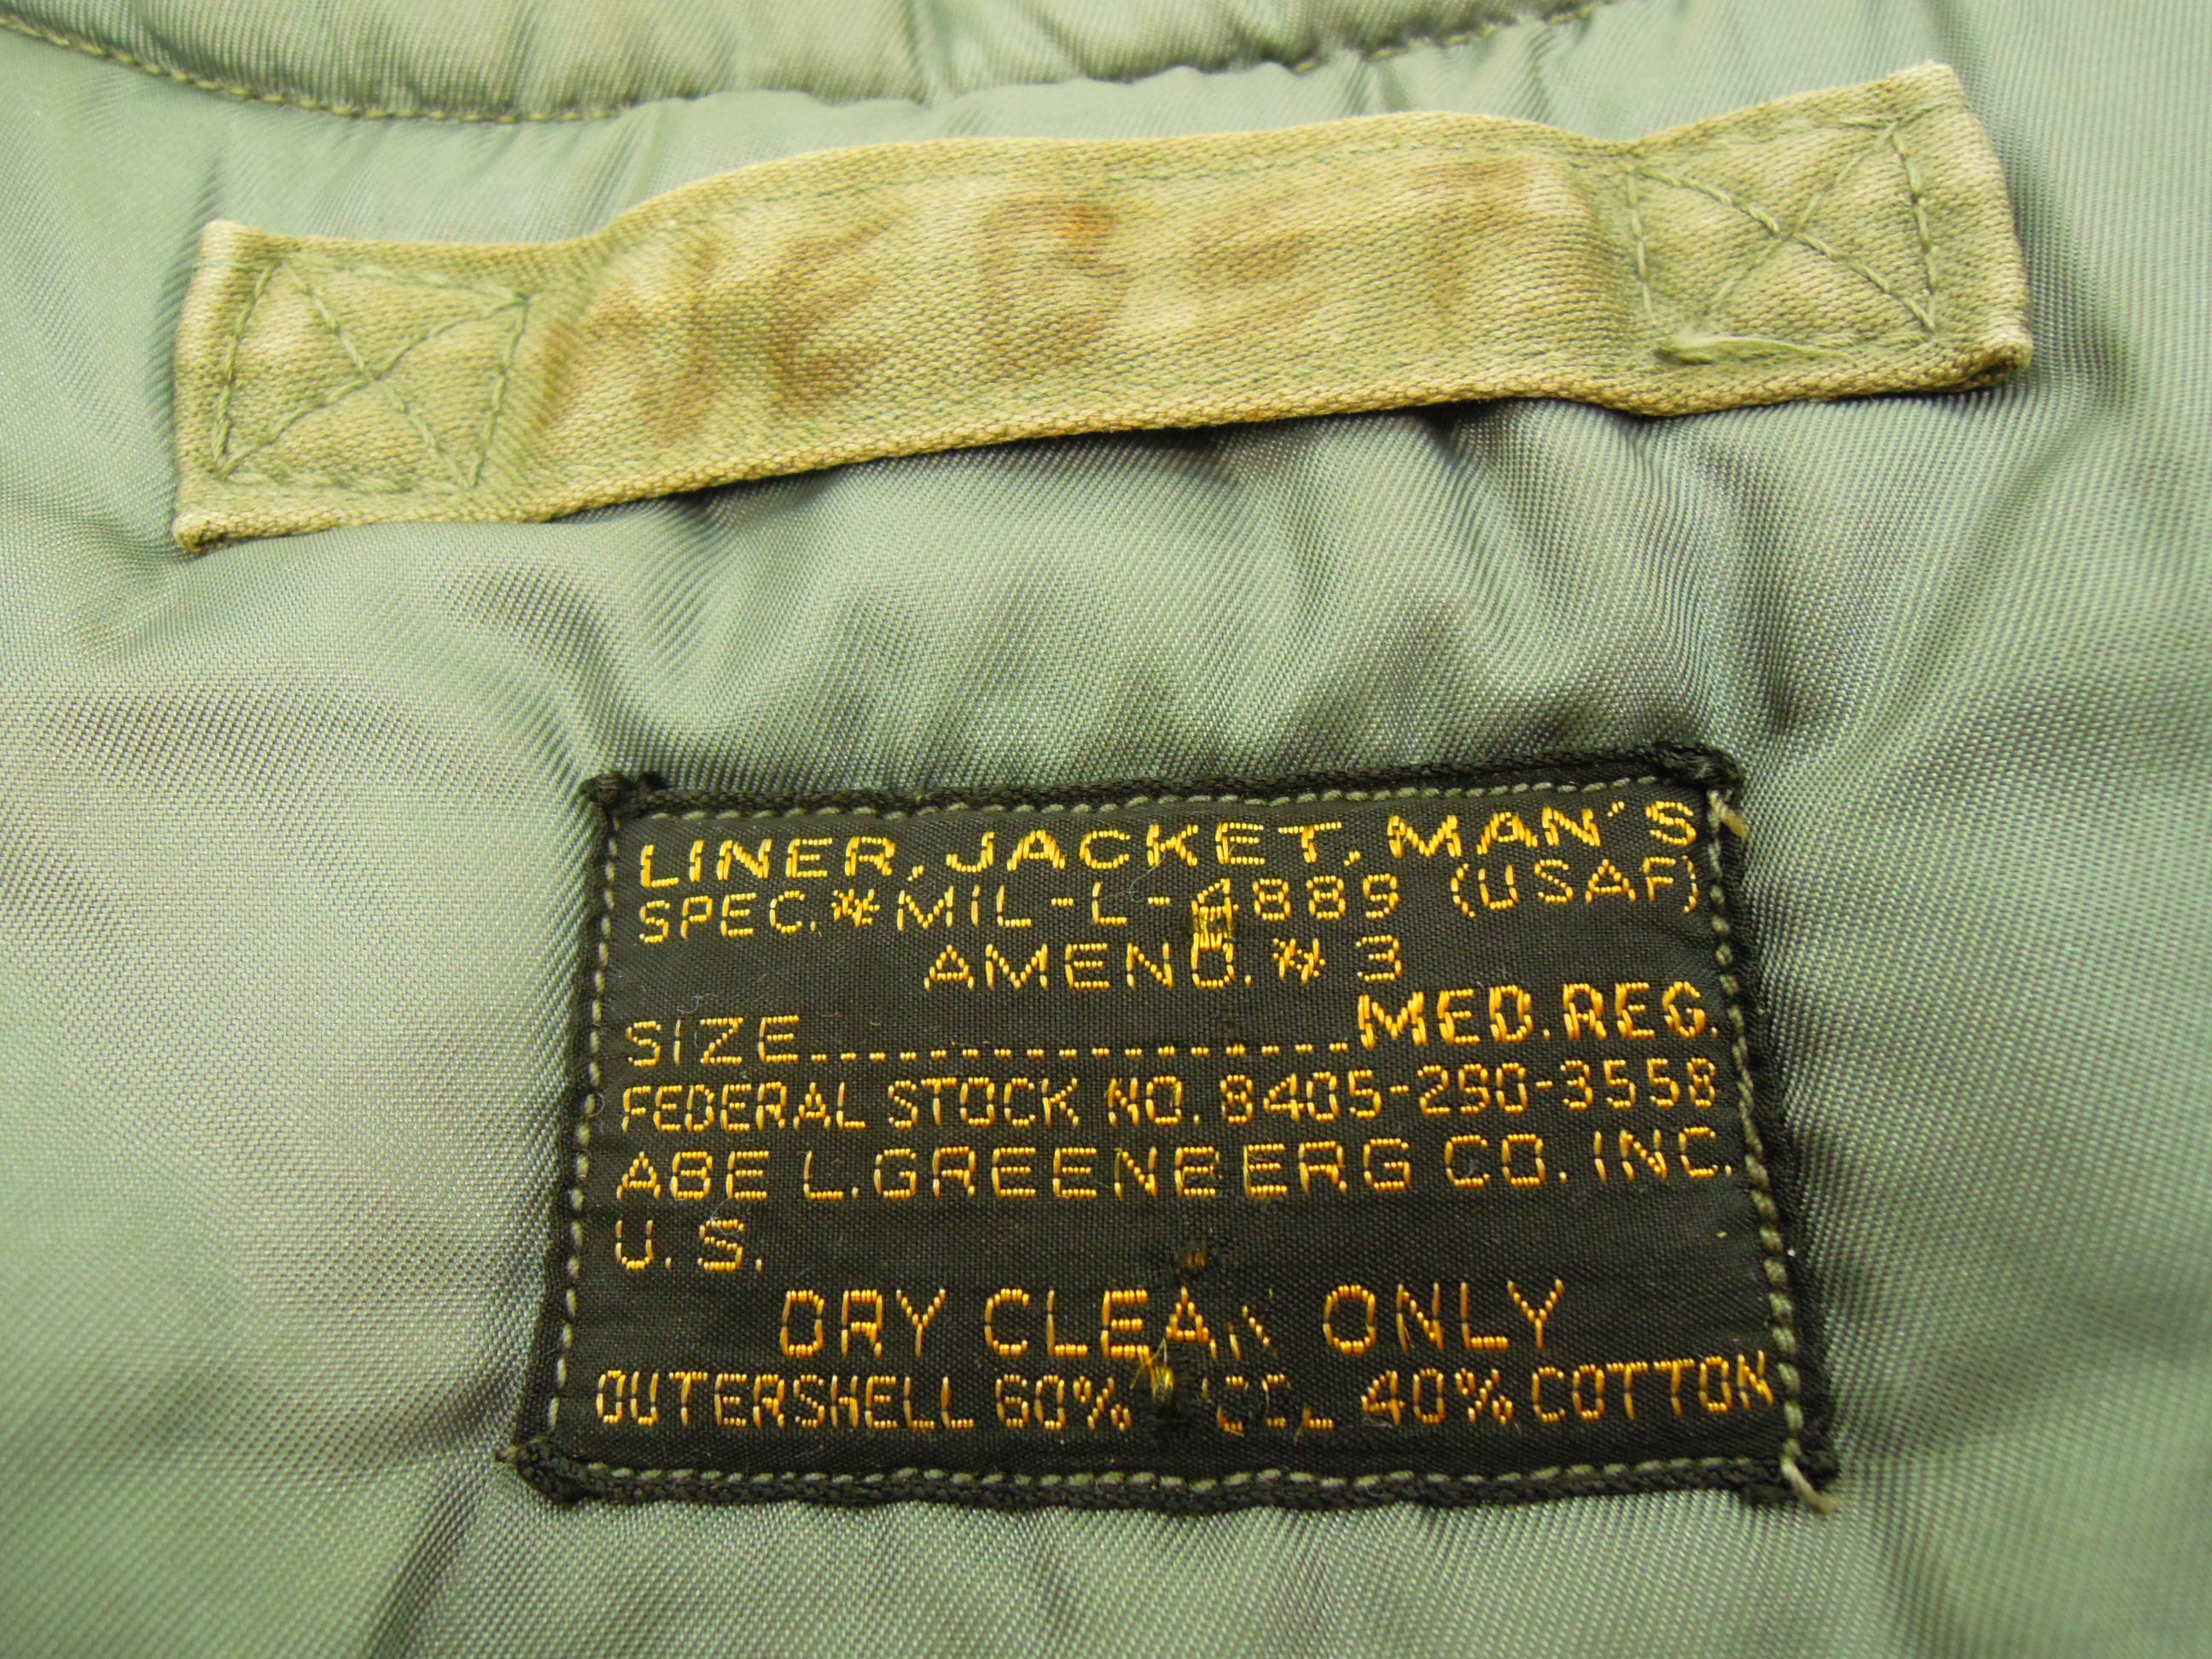 LINER, JACKET, MAN'S
SPEC.# MIL-L-4889 (USAF)
AMEND. # 3
SIZE..................MED. REG.
FEDERAL STOCK NO. 8405-290-3558
ABE L. GREENBERG CO. INC.
U. S.
DRY CLEAN ONLY
OUTERSHELL 60% 40% COTTON